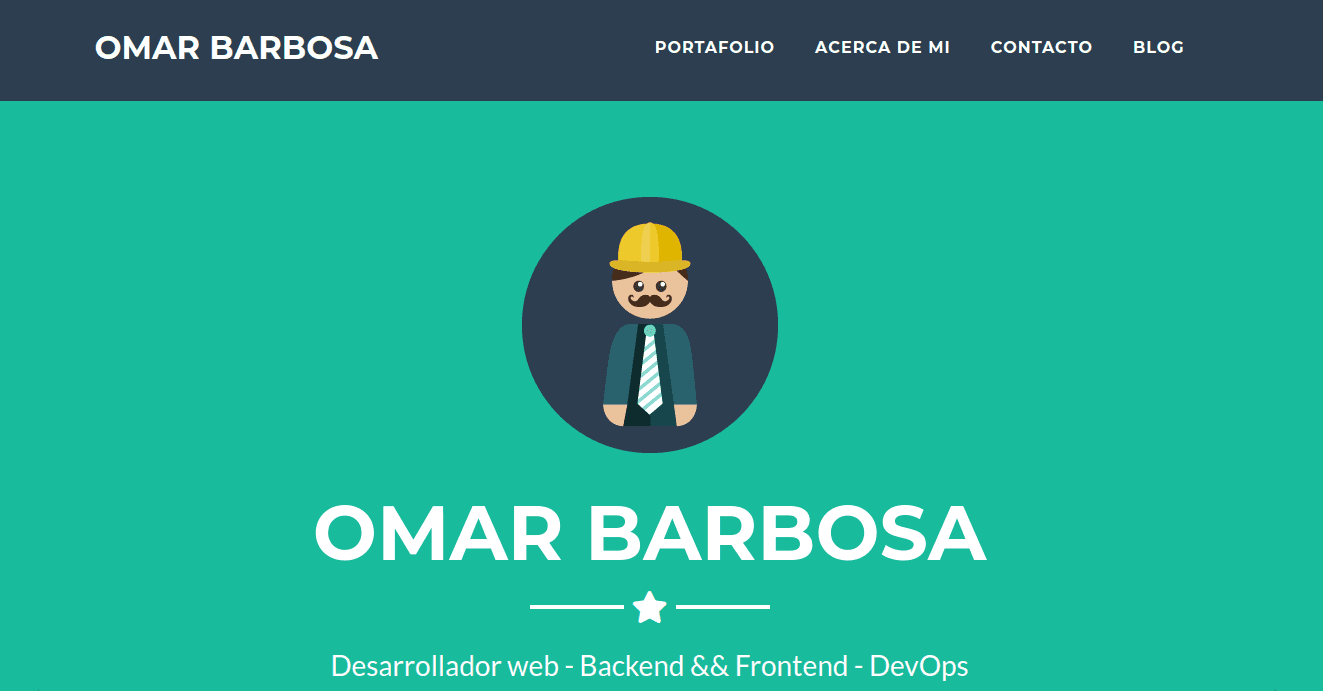 OMAR BARBOSA
PORTAFOLIO ACERCA DE MI CONTACTO BLOG
OMAR BARBOSA
Desarrollador web - Backend && Frontend - DevOps